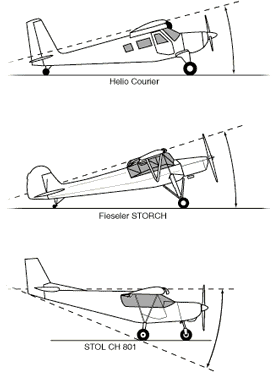 Helio Courier
Fieseler STORCH
STOL CH 801